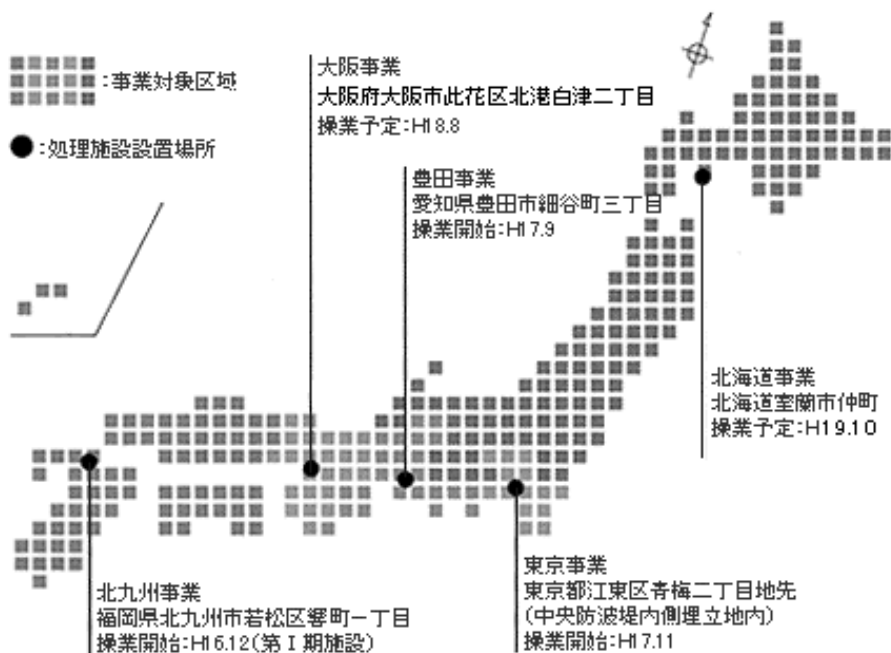 :事業対象区域
:処理施設設置場所
大阪事業
大阪府大阪市此花区北港白津二丁目
操業予定:H18.8
豊田事業
愛知県豊田市細谷町三丁目
操業開始:H17.9
北海道事業
北海道室蘭市仲町
操業予定:H19.10
北九州事業
福岡県北九州市若松区響町一丁目
操業開始:H16.12(第Ⅰ期施設)
東京事業
東京都江東区青梅二丁目地先
(中央防波堤内側埋立地内)
操業開始:H17.11